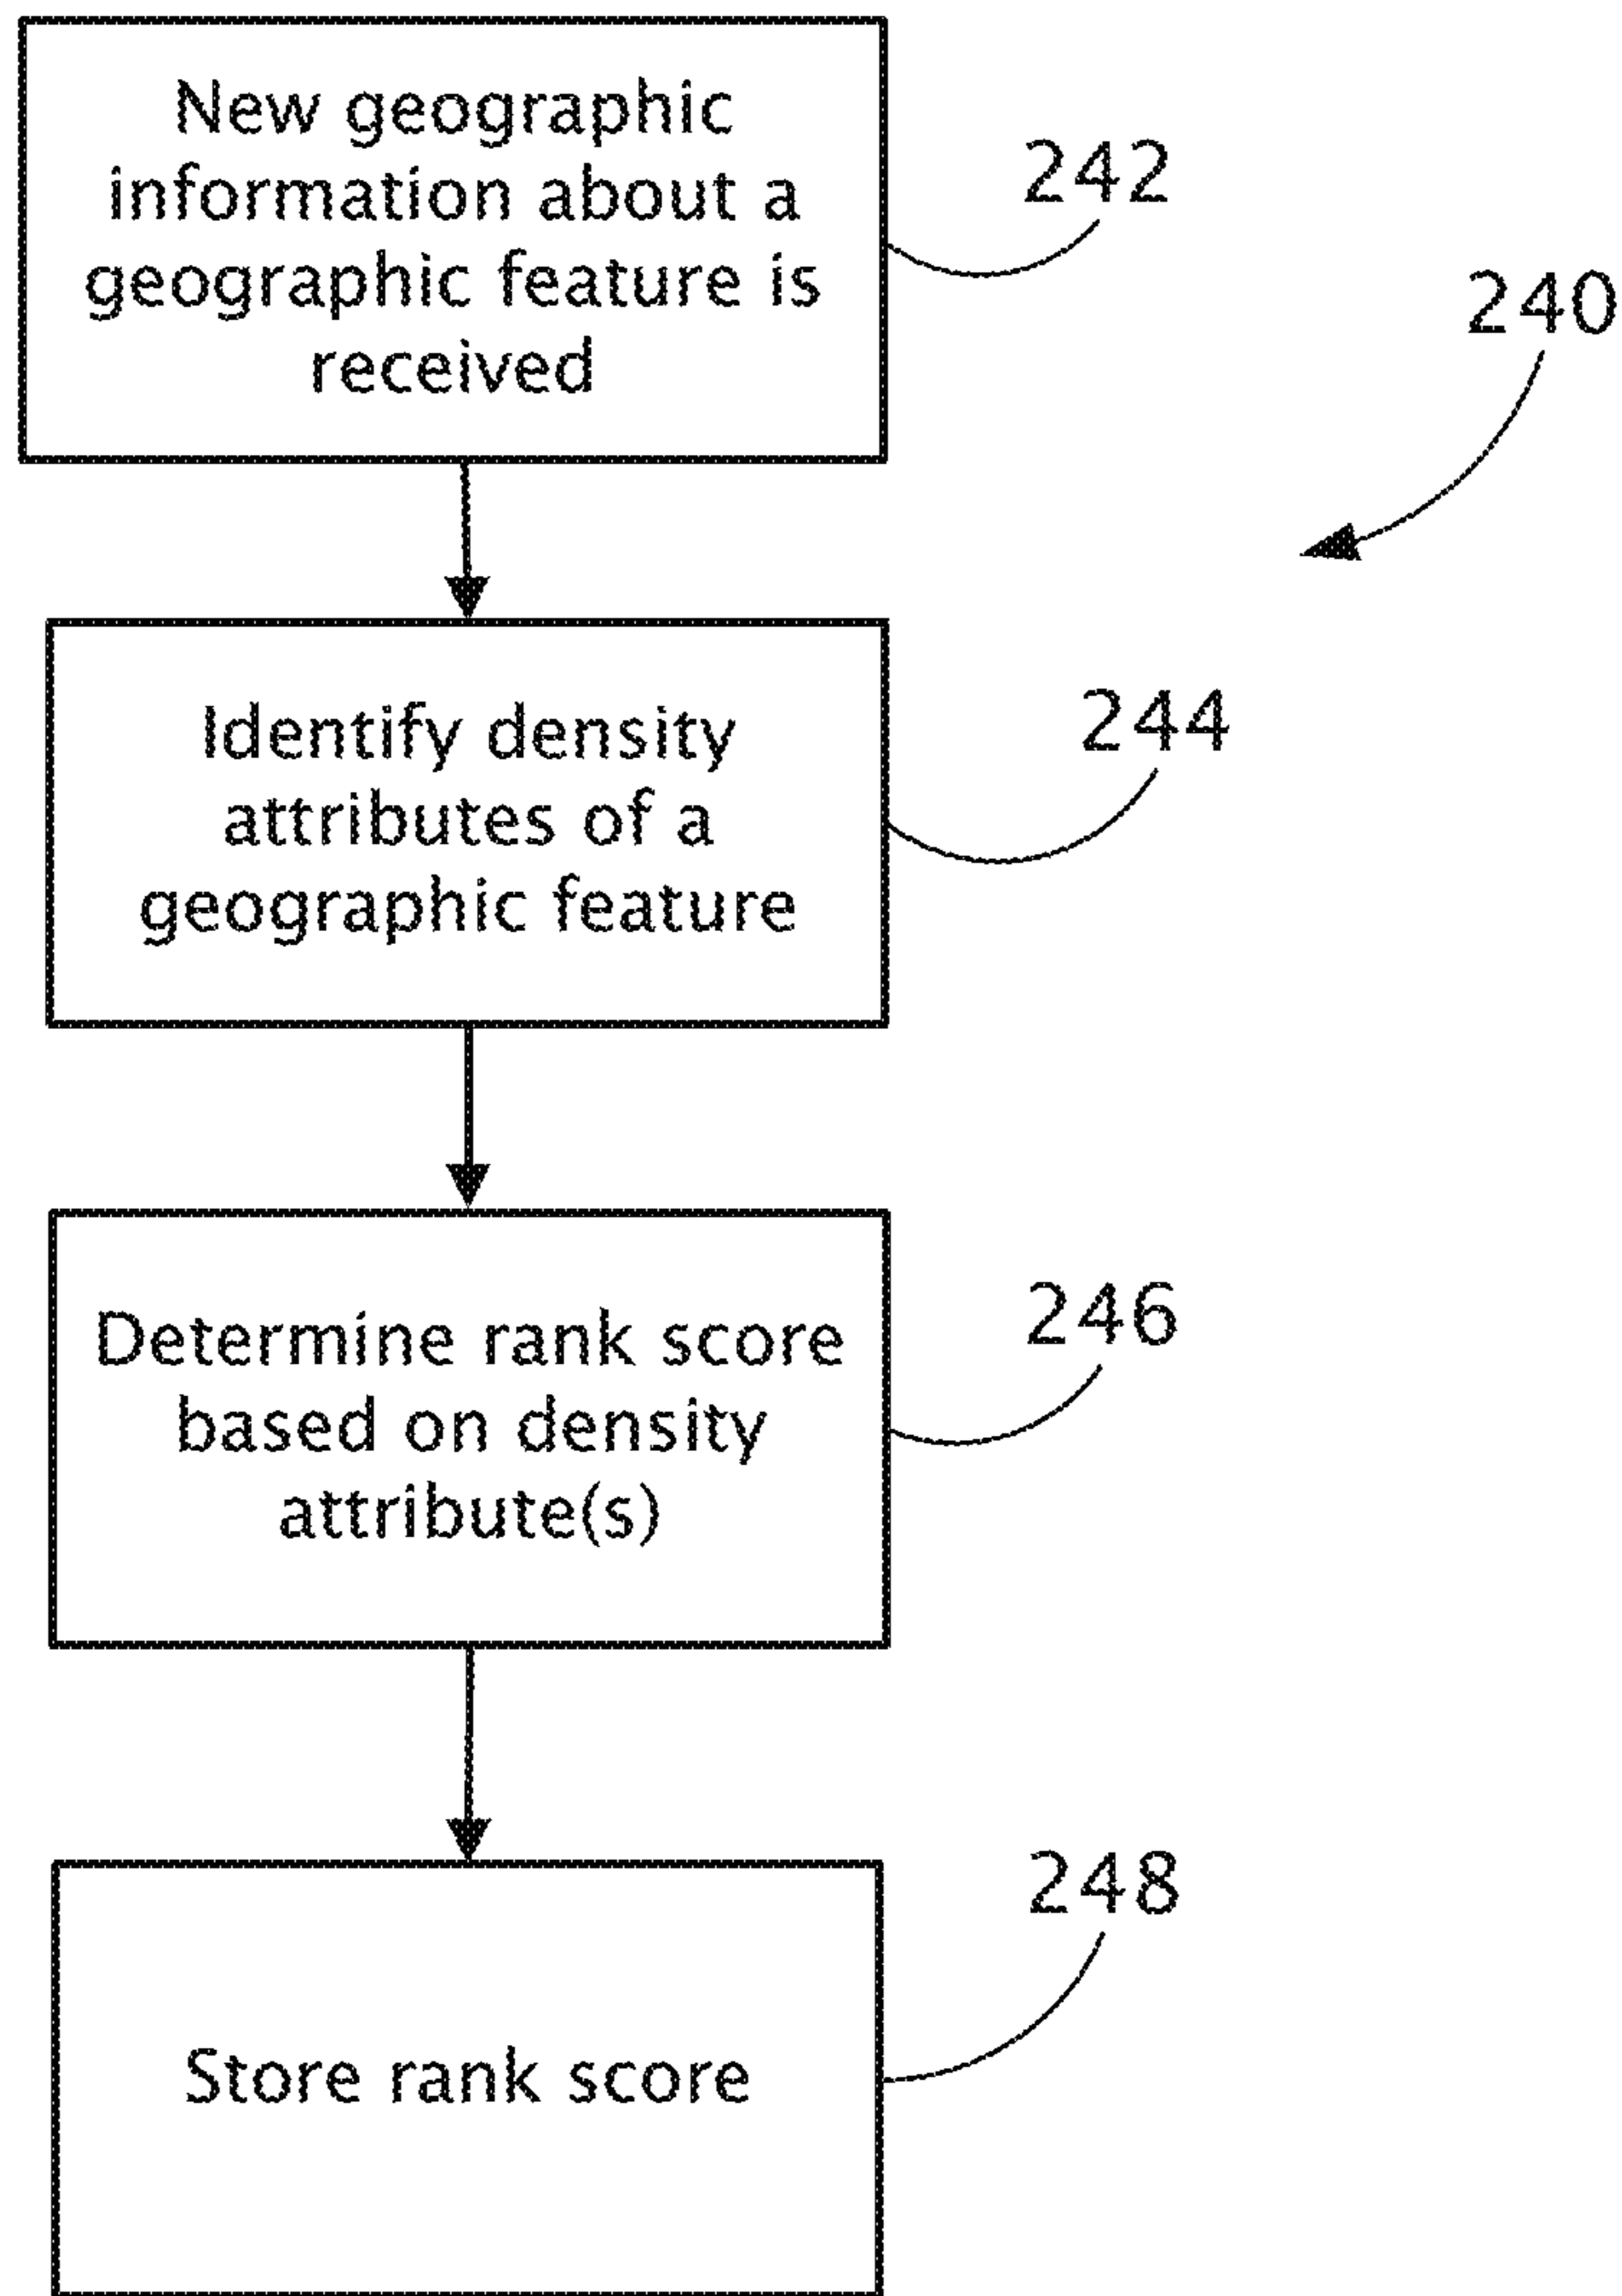 New geographic
information about a
geographic feature is
received
242
240
Identify density
attributes of a
geographic feature
244
Determine rank score
based on density
attribute(s)
246
Store rank score
248